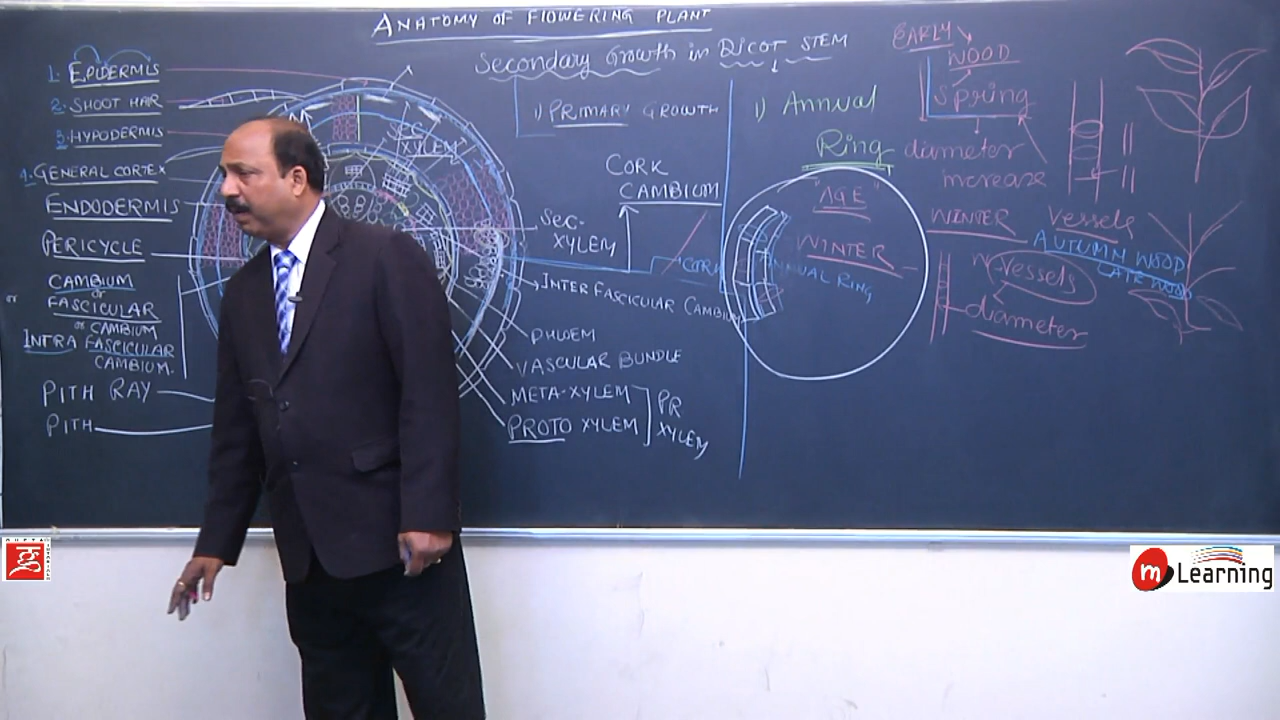 ANATOMY OF FLOWERING PLANT
Secondary Growth in DICOT STEM
1. EPIDERMIS
2. SHOOT HAIR
3. HYPODERMIS
4. GENERAL CORTEX
ENDODERMIS
PERICYCLE
CAMBIUM
or
or
FASCICULAR
or CAMBIUM
INTRA FASCICULAR
CAMBIUM.
PITH RAY
PITH
SEC
XYLEM
1) PRIMARY GROWTH
CORK
CAMBIUM
SEC-
XYLEM
CORK
INTER FASCICULAR CAMBIUM
PHLOEM
VASCULAR BUNDLE
META-XYLEM
PROTO XYLEM
PR
XYLEM
1) Annual
Ring
"AGE"
WINTER
ANNUAL RING
EARLY
WOOD
Spring
diameter
increase
WINTER
Vessels
AUTUMN WOOD
LATE WOOD
Vessels
diameter
m Learning